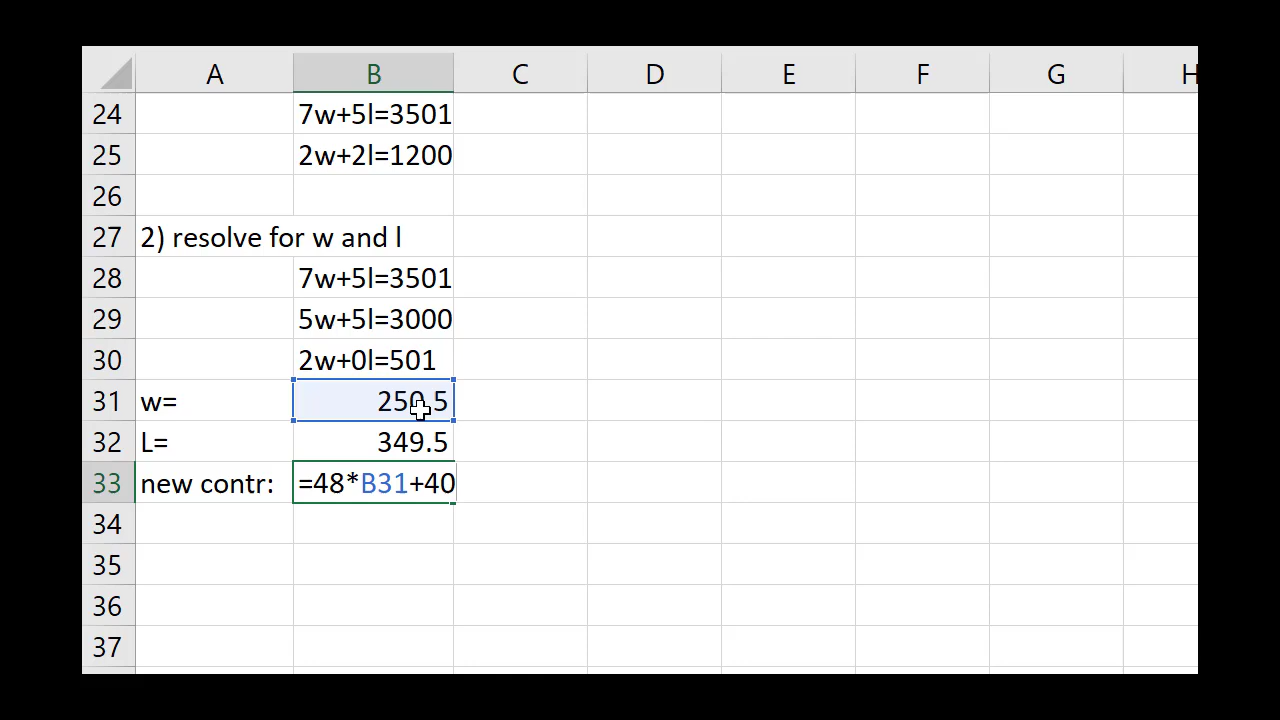 A B C D E F G H
24 7w+5l=3501
25 2w+2l=1200
26
27 2) resolve for w and l
28 7w+5l=3501
29 5w+5l=3000
30 2w+0l=501
31 w= 250.5
32 L= 349.5
33 new contr: =48*B31+40
34
35
36
37